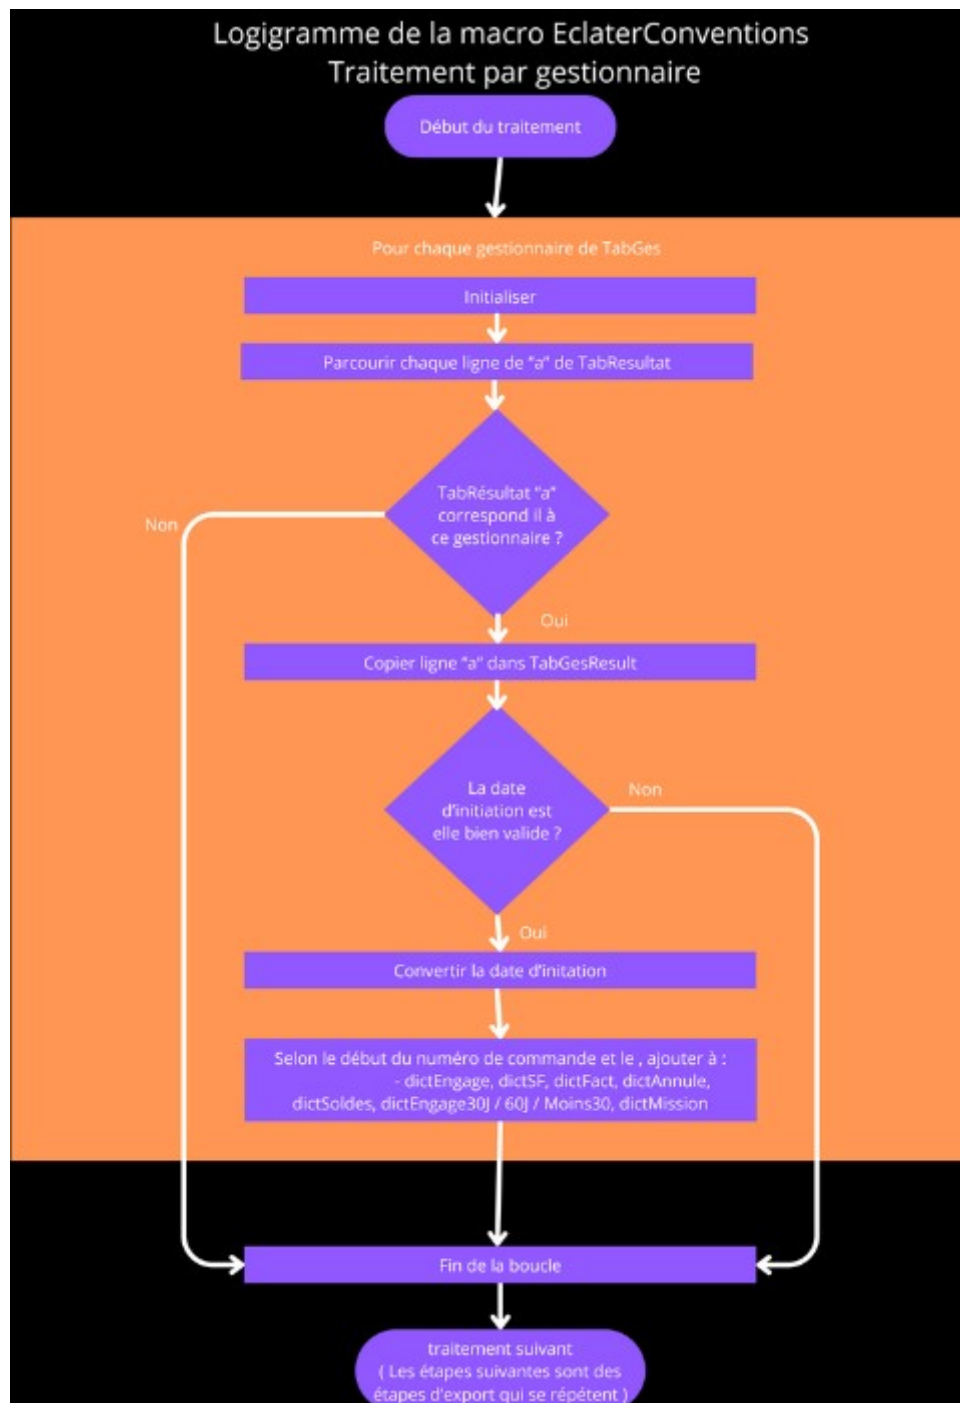 Logigramme de la macro EclaterConventions
Traitement par gestionnaire
Début du traitement
Pour chaque gestionnaire de TabGes
Initialiser
Parcourir chaque ligne de "a" de TabResultat
TabRésultat "a"
correspond il à
ce gestionnaire ?
Non
Oui
Copier ligne "a" dans TabGesResult
La date
d'initiation est
elle bien valide ?
Non
Oui
Convertir la date d'initation
Selon le début du numéro de commande et le , ajouter à :
- dictEngage, dictSF, dictFact, dictAnnule,
dictSoldes, dictEngage30J / 60J / Moins30, dictMission
Fin de la boucle
traitement suivant
( Les étapes suivantes sont des
étapes d'export qui se répétent )